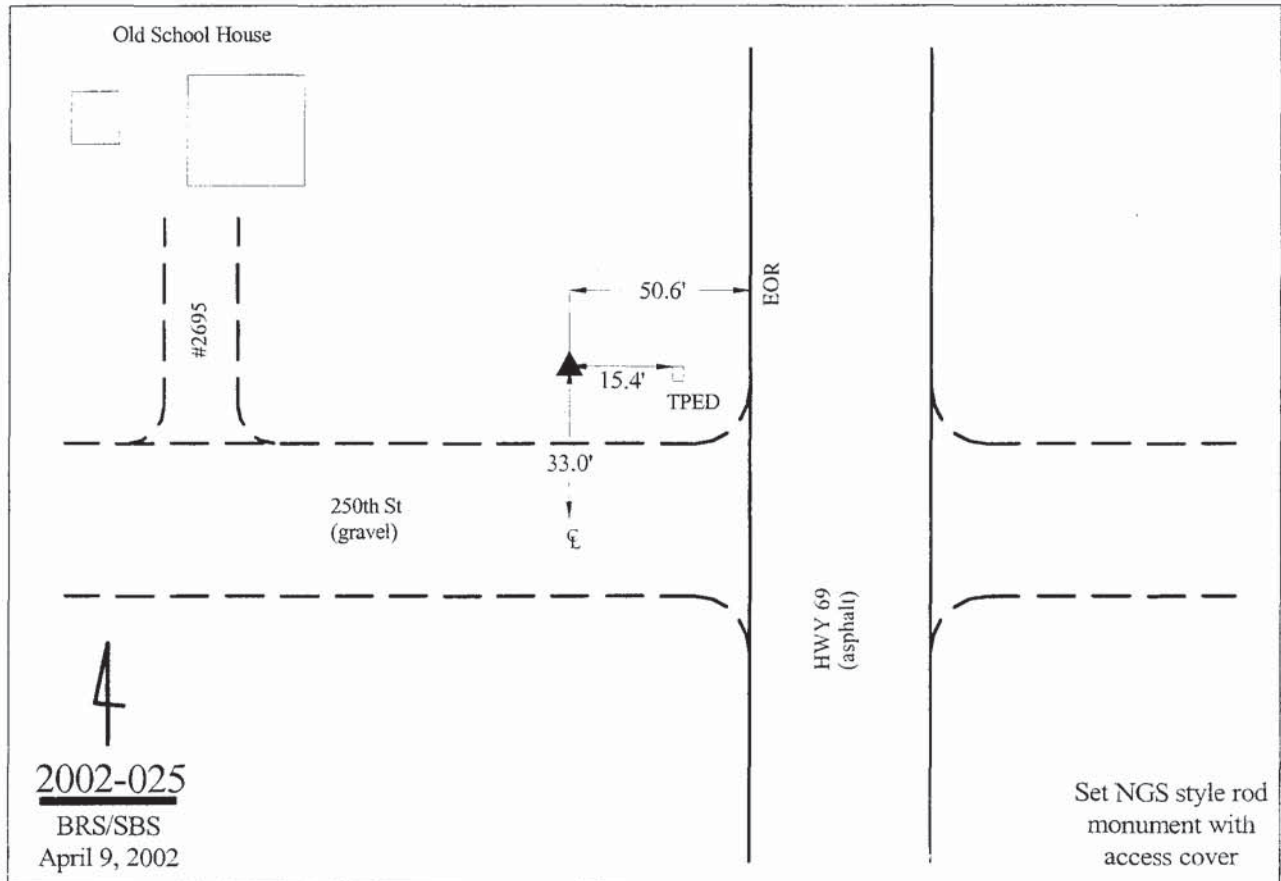 Old School House
#2695
50.6'
EOR
15.4'
TPED
33.0'
250th St
(gravel)
℄
HWY 69
(asphalt)
2002-025
BRS/SBS
April 9, 2002
Set NGS style rod
monument with
access cover